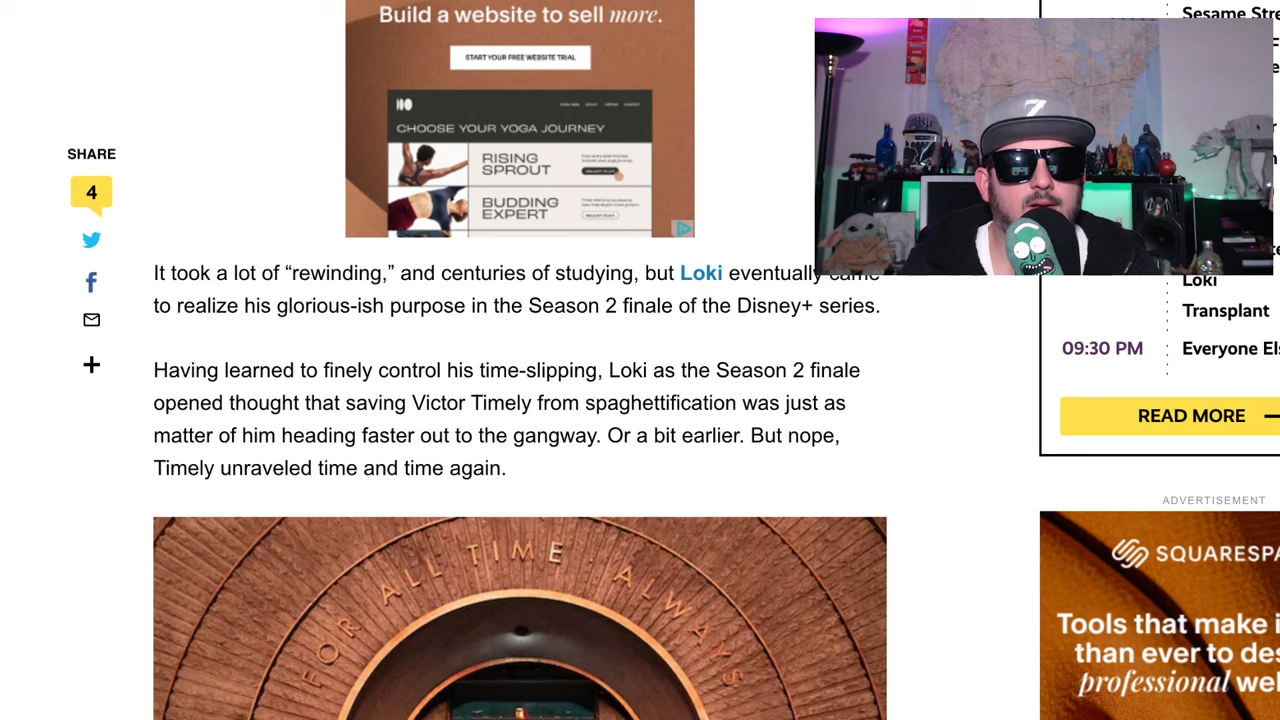 Build a website to sell more.
START YOUR FREE WEBSITE TRIAL
CHOOSE YOUR YOGA JOURNEY
RISING
SPROUT
BUDDING
EXPERT
SHARE
4
It took a lot of “rewinding,” and centuries of studying, but Loki eventually came
to realize his glorious-ish purpose in the Season 2 finale of the Disney+ series.
Having learned to finely control his time-slipping, Loki as the Season 2 finale
opened thought that saving Victor Timely from spaghettification was just as
matter of him heading faster out to the gangway. Or a bit earlier. But nope,
Timely unraveled time and time again.
FOR ALL TIME. ALWAYS
Sesame Stre
Loki
Transplant
09:30 PM
Everyone Els
READ MORE
ADVERTISEMENT
SQUARESPA
Tools that make i
than ever to des
professional wel